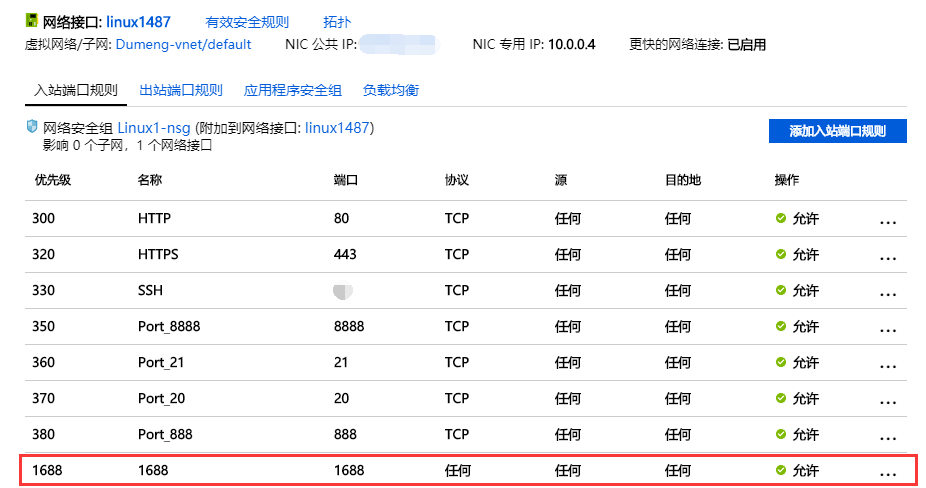 网络接口: linux1487 有效安全规则 拓扑
虚拟网络/子网: Dumeng-vnet/default NIC 公共 IP: NIC 专用 IP: 10.0.0.4 更快的网络连接: 已启用
入站端口规则 出站端口规则 应用程序安全组 负载均衡
网络安全组 Linux1-nsg (附加到网络接口: linux1487)
影响 0 个子网，1 个网络接口
添加入站端口规则
优先级 名称 端口 协议 源 目的地 操作
300 HTTP 80 TCP 任何 任何 允许 ...
320 HTTPS 443 TCP 任何 任何 允许 ...
330 SSH TCP 任何 任何 允许 ...
350 Port_8888 8888 TCP 任何 任何 允许 ...
360 Port_21 21 TCP 任何 任何 允许 ...
370 Port_20 20 TCP 任何 任何 允许 ...
380 Port_888 888 TCP 任何 任何 允许 ...
1688 1688 1688 任何 任何 任何 允许 ...